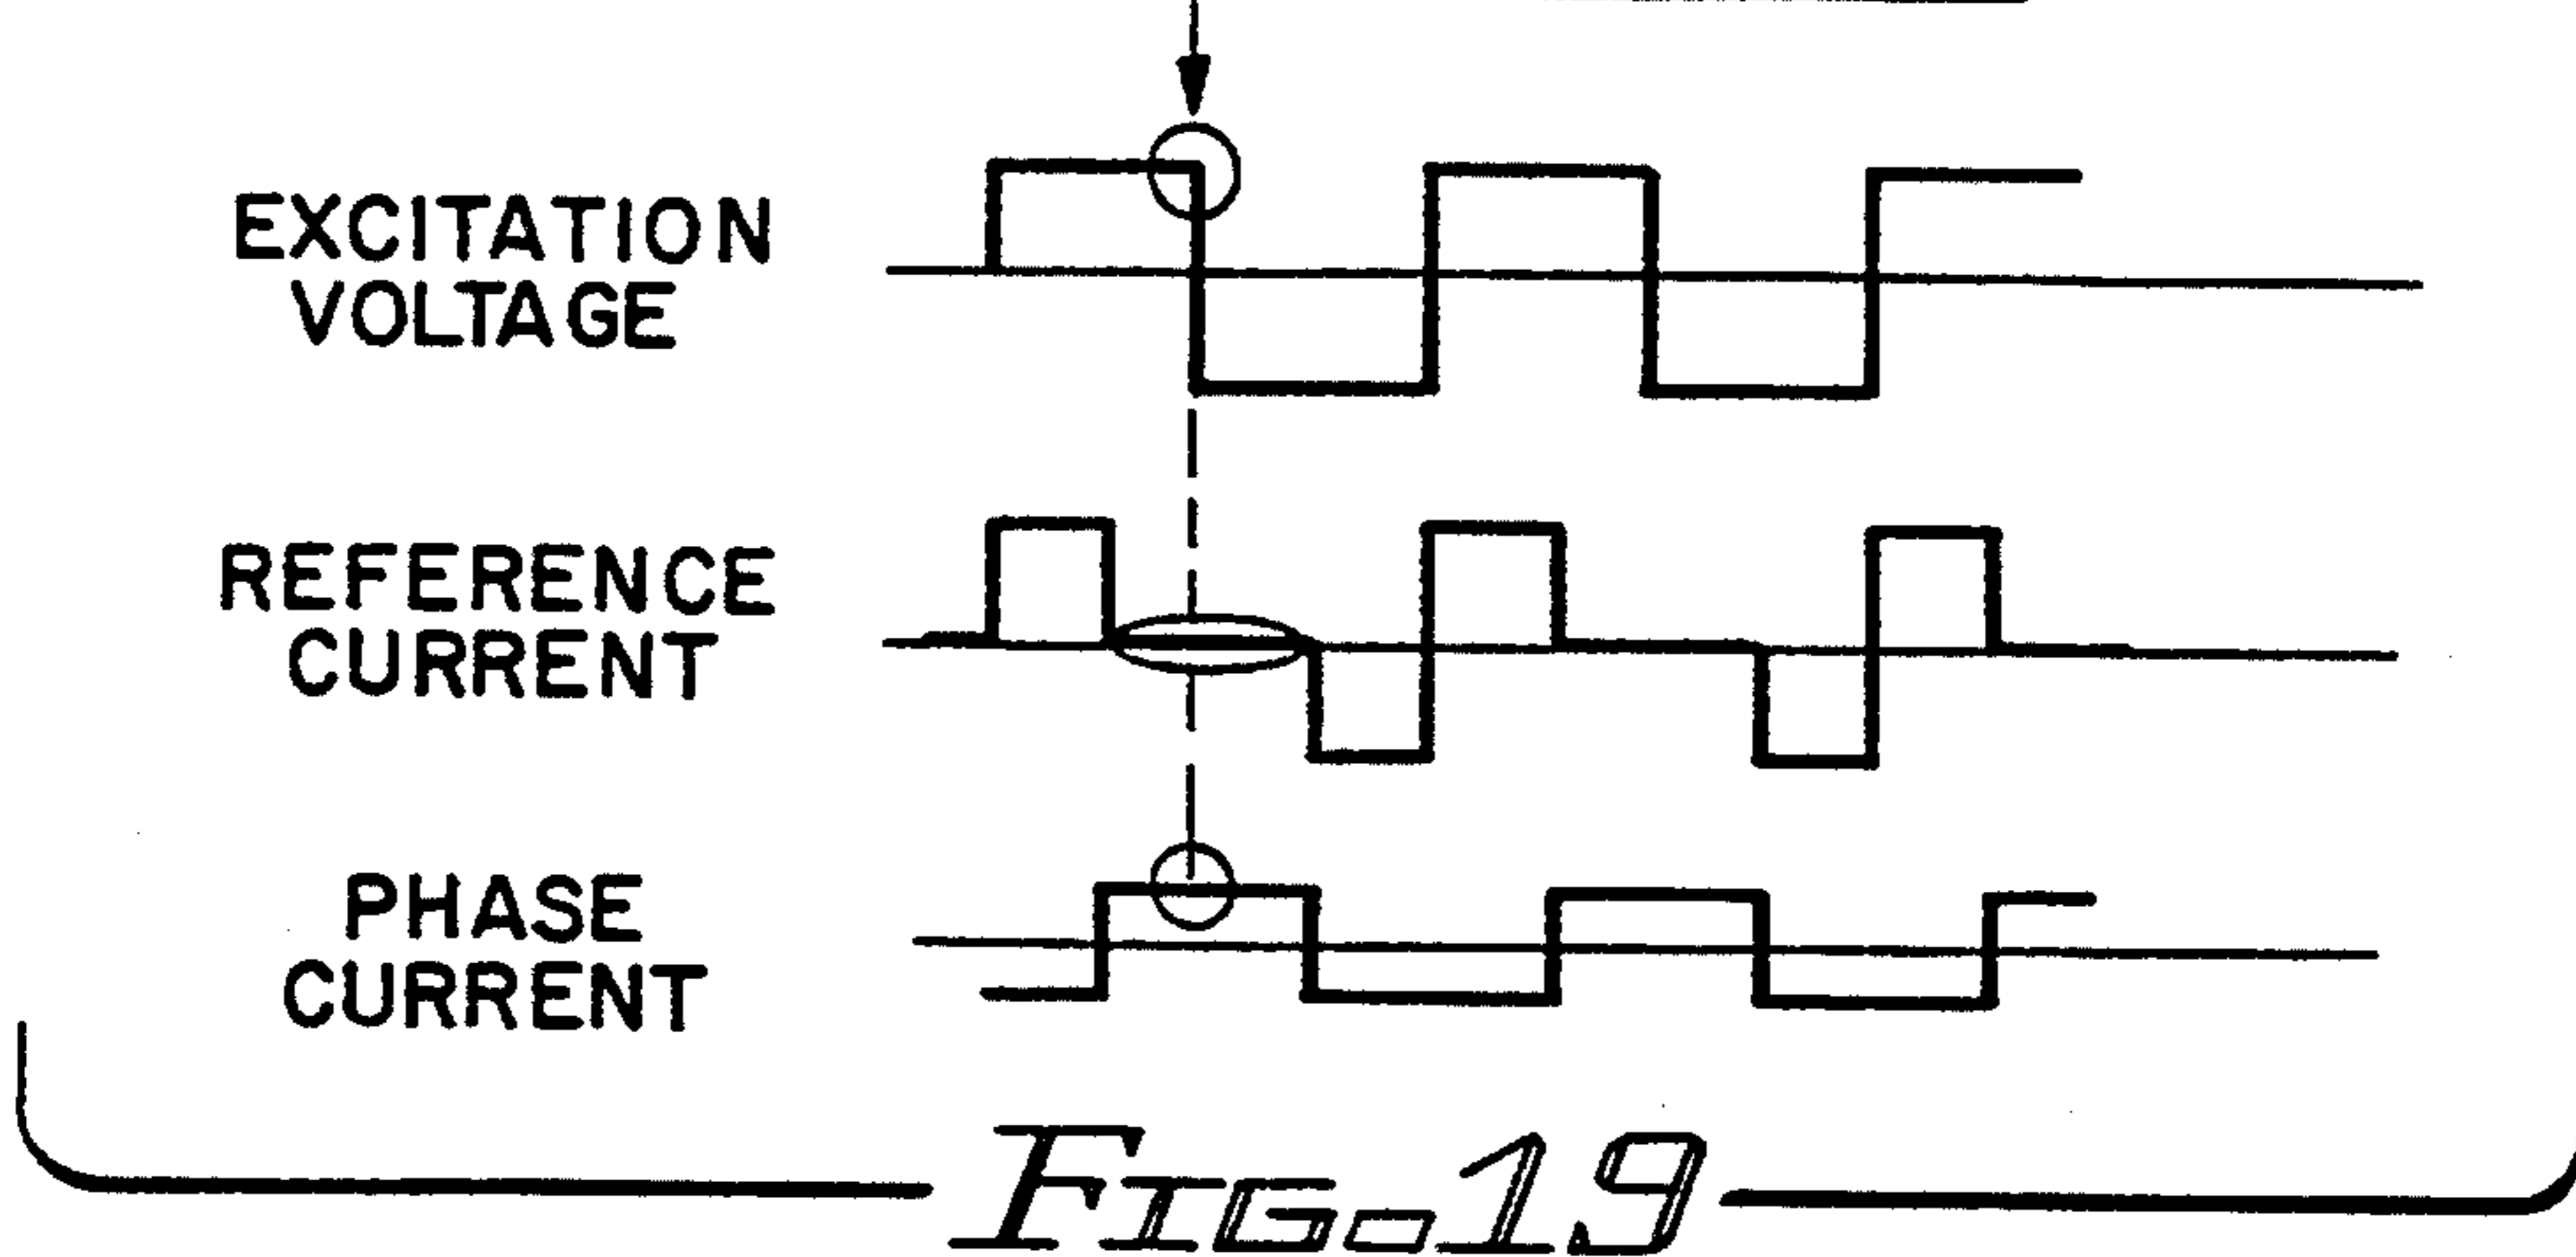 EXCITATION
VOLTAGE
REFERENCE
CURRENT
PHASE
CURRENT
FIG. 19